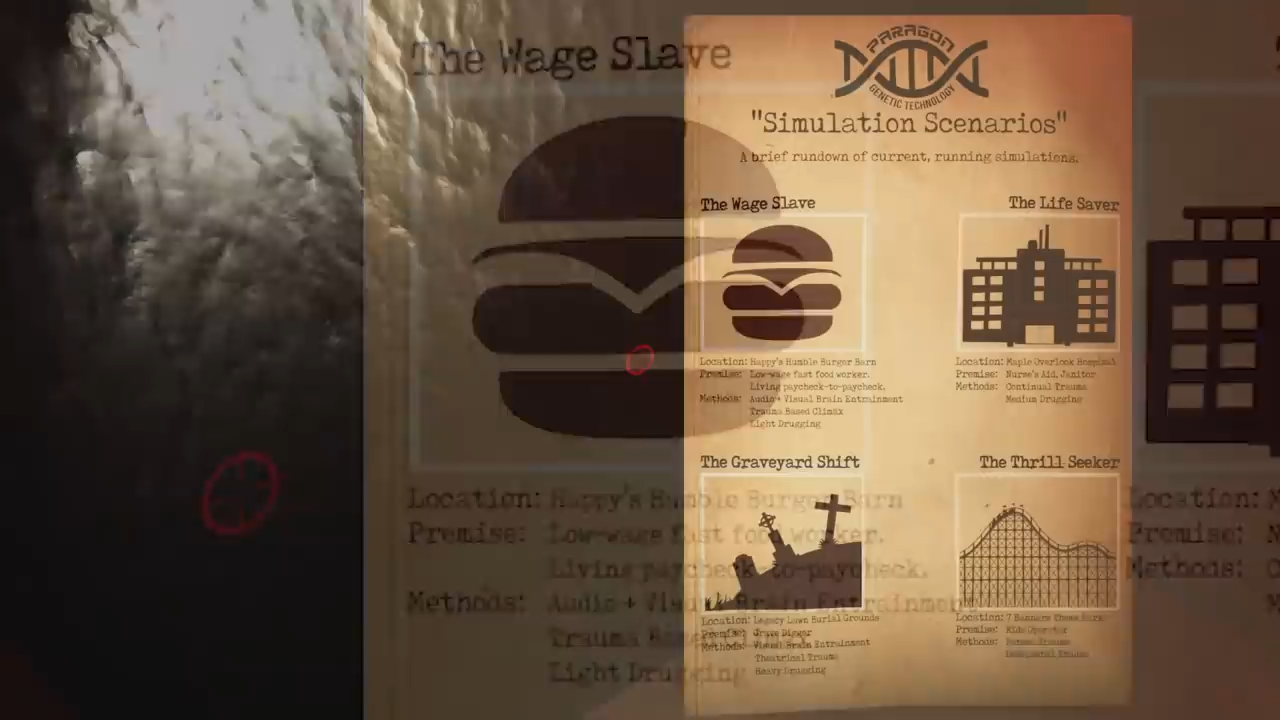 The Wage Slave
PARAGON
GENETIC TECHNOLOGY
"Simulation Scenarios"
A brief rundown of current, running simulations.
The Wage Slave
The Life Saver
Location: Happy's Humble Burger Barn
Premise: Low-wage fast food worker.
Living paycheck-to-paycheck.
Methods: Audio + Visual Brain Entrainment
Trauma Based Climax
Light Drugging
Location: Maple Overlook Hospital
Premise: Nurse's Aid, Janitor
Methods: Continual Trauma
Medium Drugging
The Graveyard Shift
The Thrill Seeker
Location: Legacy Lawn Burial Grounds
Premise: Grave Digger
Methods: Visual Brain Entrainment
Theatrical Trauma
Heavy Drugging
Location: 7 Banners Theme Park
Premise: Ride Operator
Methods:
Location: Happy's Humble Burger Barn
Premise: Low-wage fast food worker.
Living paycheck-to-paycheck.
Methods: Audio + Visual Brain Entrainment
Trauma Based
Light Drugging
Location:
Premise:
Methods: